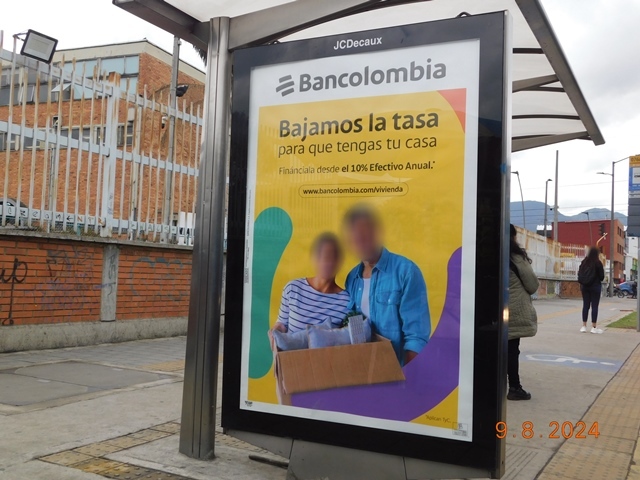 JCDecaux
Bancolombia
Bajamos la tasa
para que tengas tu casa
Fináncíala desde el 10% Efectivo Anual.*
www.bancolombia.com/vivienda
9.8.2024